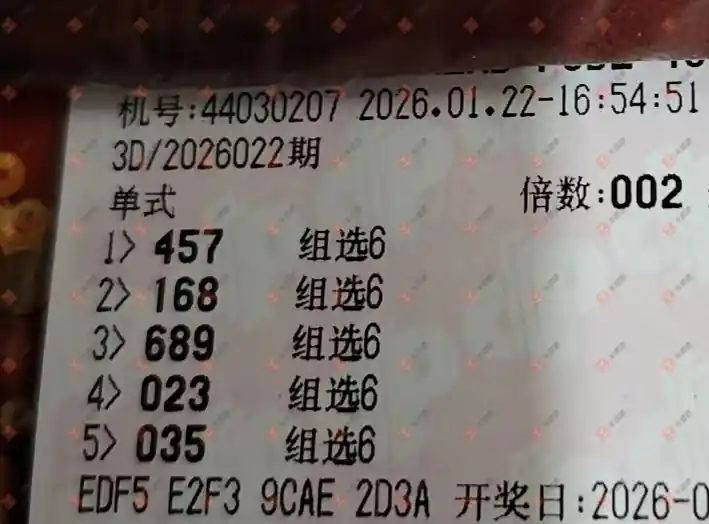 机号:44030207 2026.01.22-16:54:51
3D/2026022期
单式 倍数:002
1> 457 组选6
2> 168 组选6
3> 689 组选6
4> 023 组选6
5> 035 组选6
EDF5 E2F3 9CAE 2D3A 开奖日:2026-0